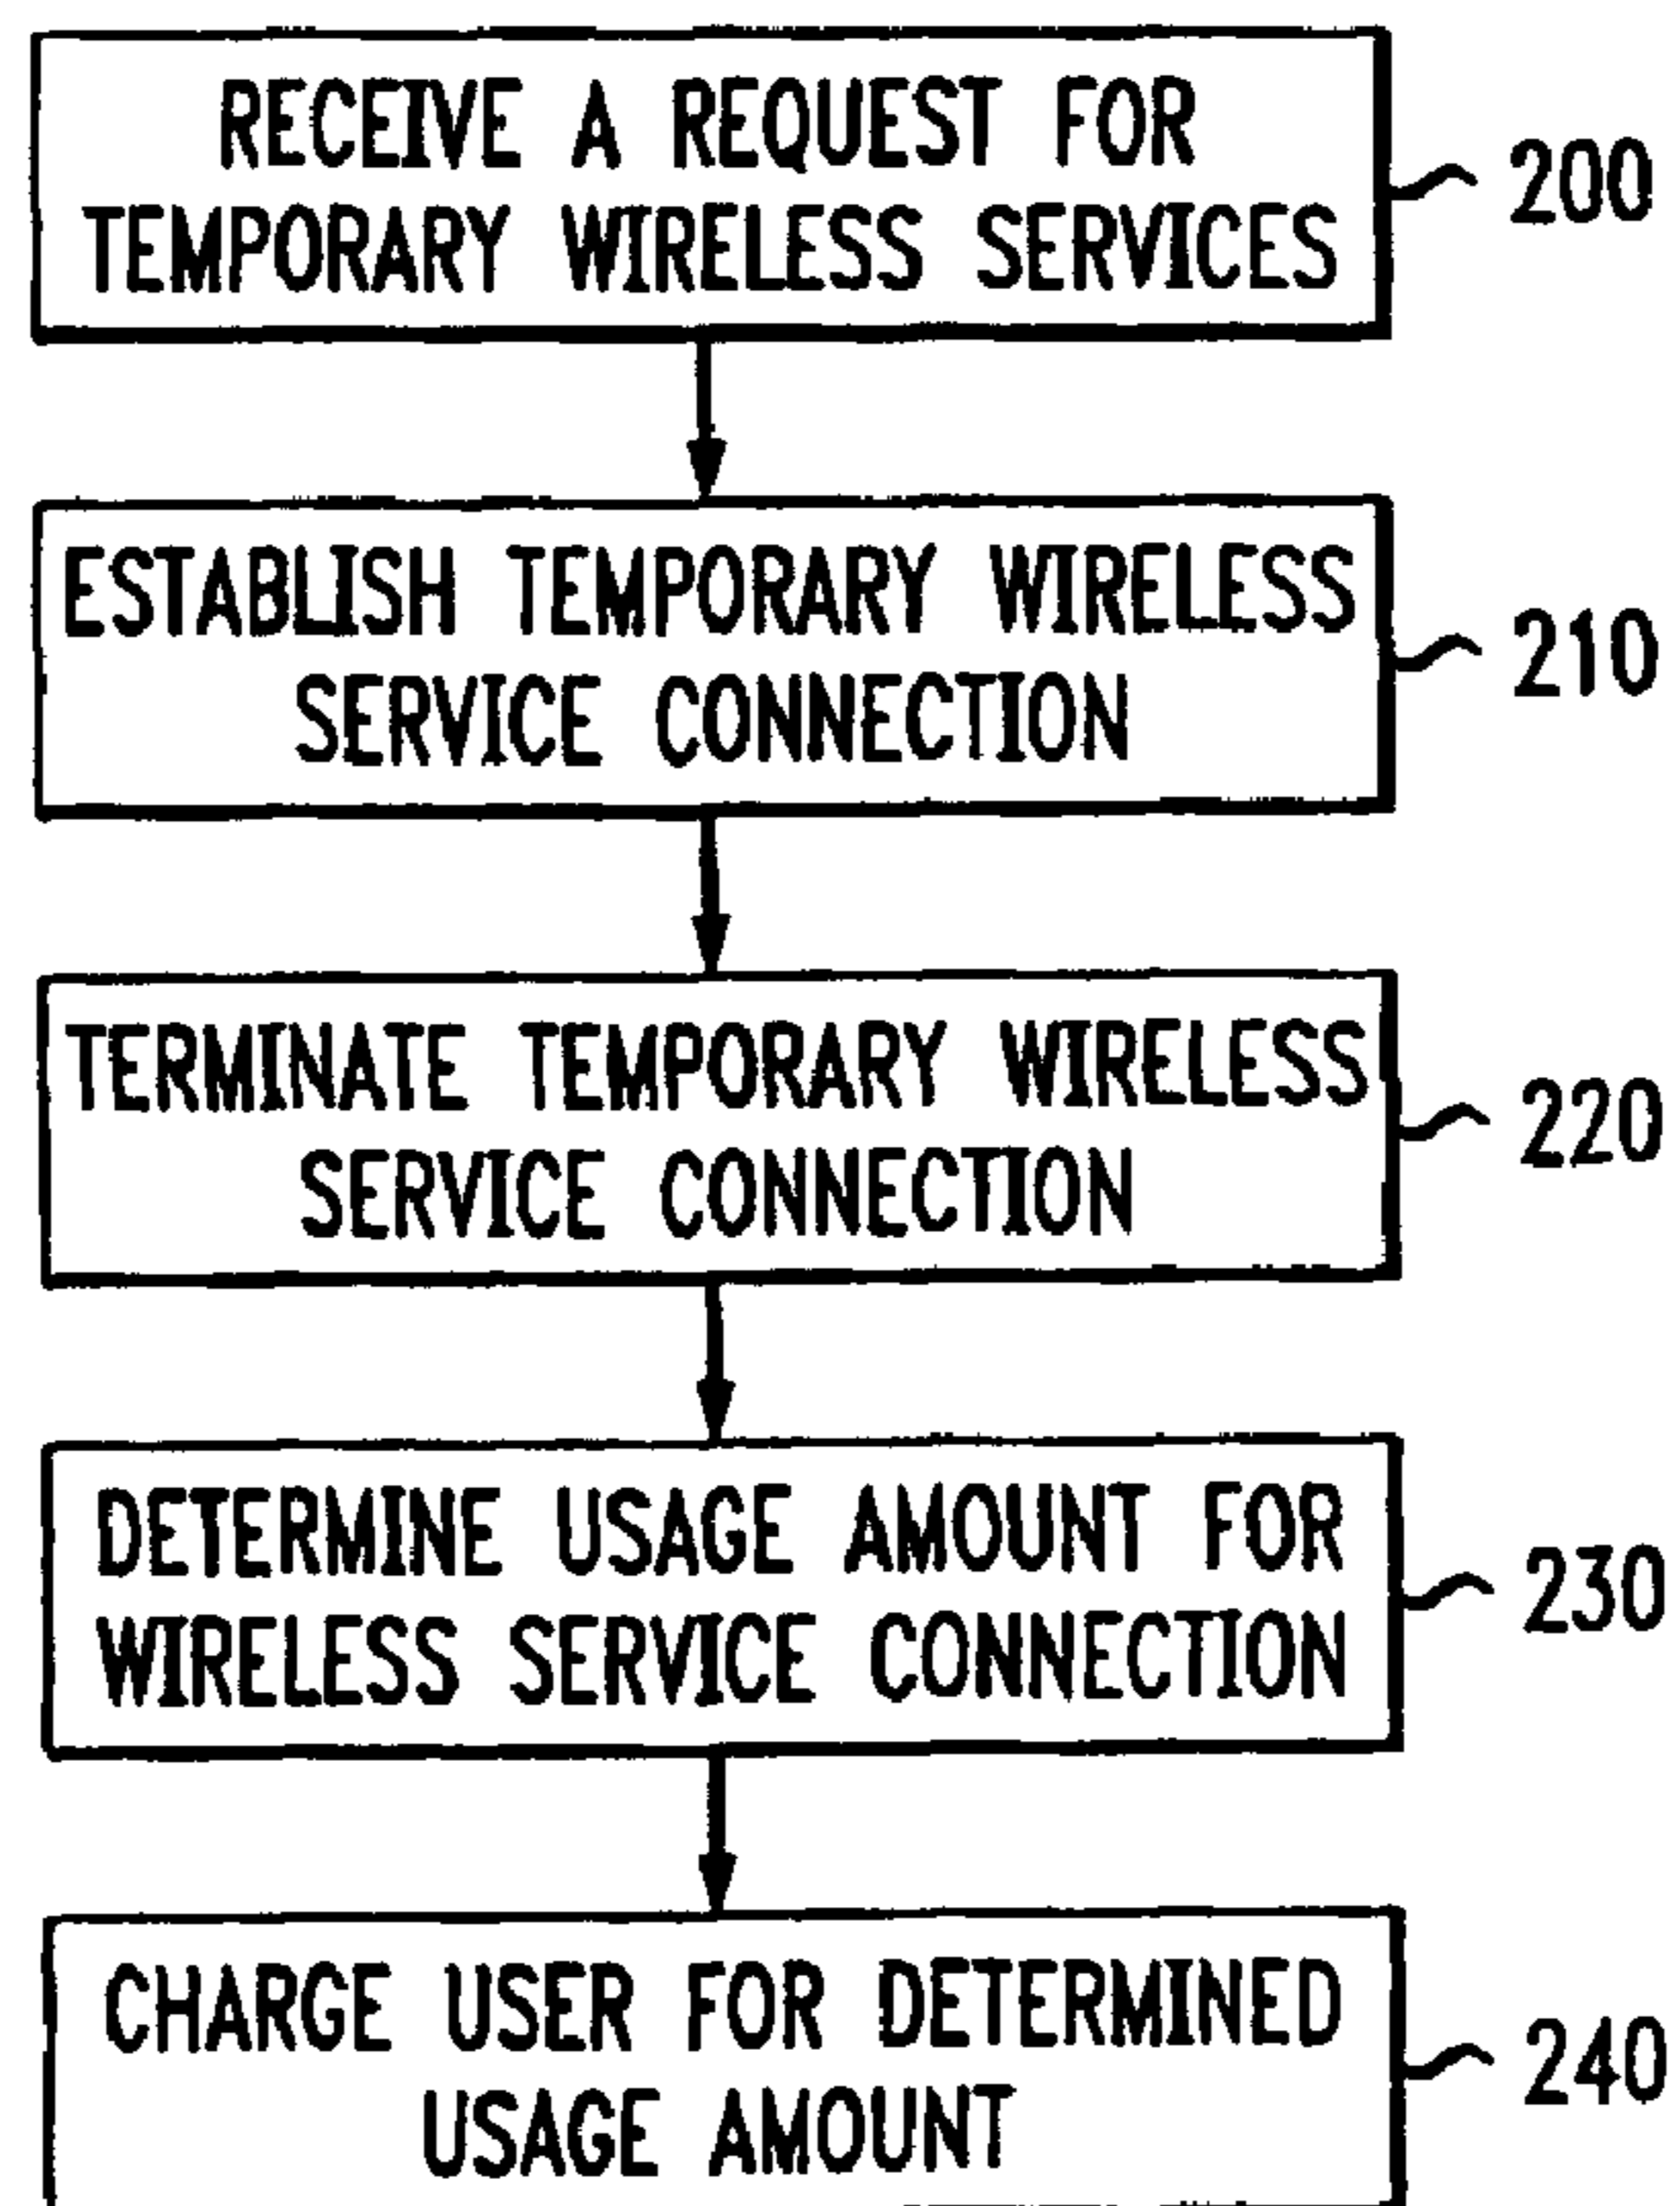 RECEIVE A REQUEST FOR
TEMPORARY WIRELESS SERVICES
200
ESTABLISH TEMPORARY WIRELESS
SERVICE CONNECTION
210
TERMINATE TEMPORARY WIRELESS
SERVICE CONNECTION
220
DETERMINE USAGE AMOUNT FOR
WIRELESS SERVICE CONNECTION
230
CHARGE USER FOR DETERMINED
USAGE AMOUNT
240